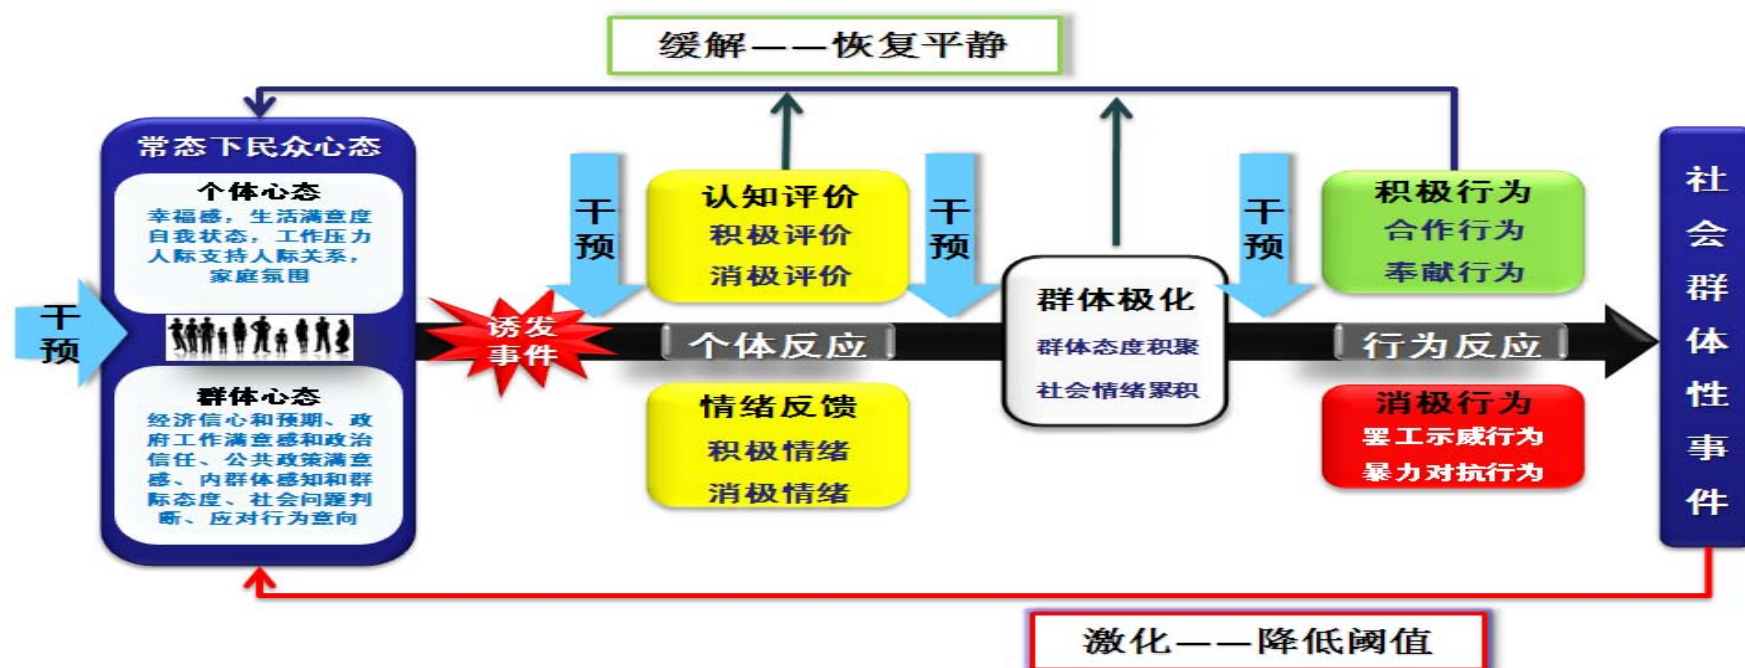 缓解——恢复平静
常态下民众心态
个体心态
幸福感，生活满意度
自我状态，工作压力
人际支持人际关系，
家庭氛围
群体心态
经济信心和预期、政
府工作满意感和政治
信任、公共政策满意
感、内群体感知和群
际态度、社会问题判
断、应对行为意向
干预
诱发
事件
干预
认知评价
积极评价
消极评价
个体反应
情绪反馈
积极情绪
消极情绪
干预
群体极化
群体态度积聚
社会情绪累积
干预
积极行为
合作行为
奉献行为
行为反应
消极行为
罢工示威行为
暴力对抗行为
社会群体性事件
激化——降低阈值